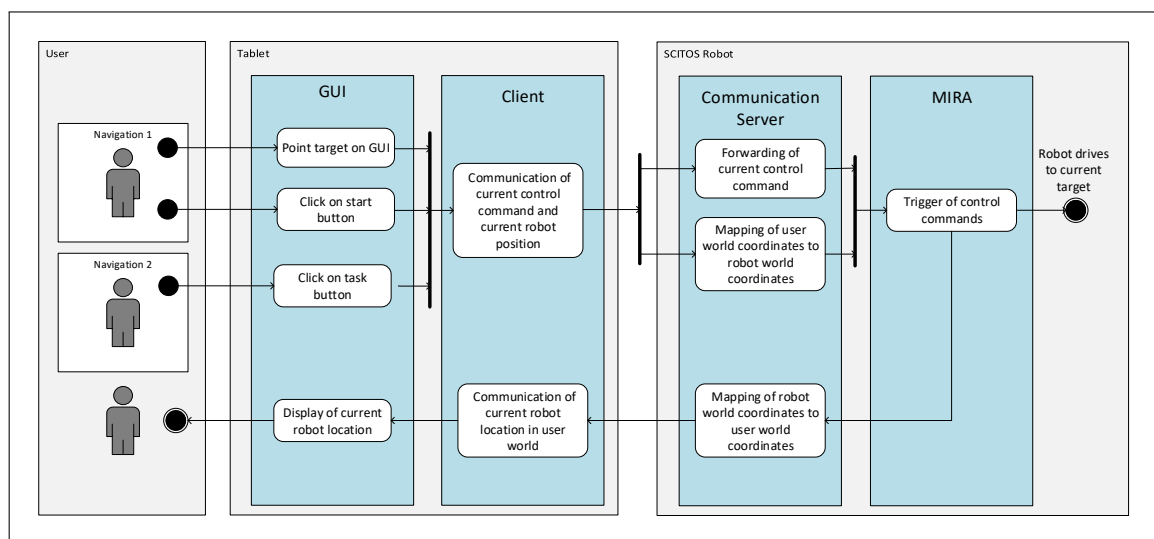 User
Tablet
SCITOS Robot
GUI
Client
Communication
Server
MIRA
Navigation 1
Point target on GUI
Click on start
button
Navigation 2
Click on task
button
Communication of
current control
command and
current robot
position
Forwarding of
current control
command
Mapping of user
world coordinates to
robot world
coordinates
Trigger of control
commands
Robot drives
to current
target
Display of current
robot location
Communication of
current robot
location in user
world
Mapping of robot
world coordinates to
user world
coordinates